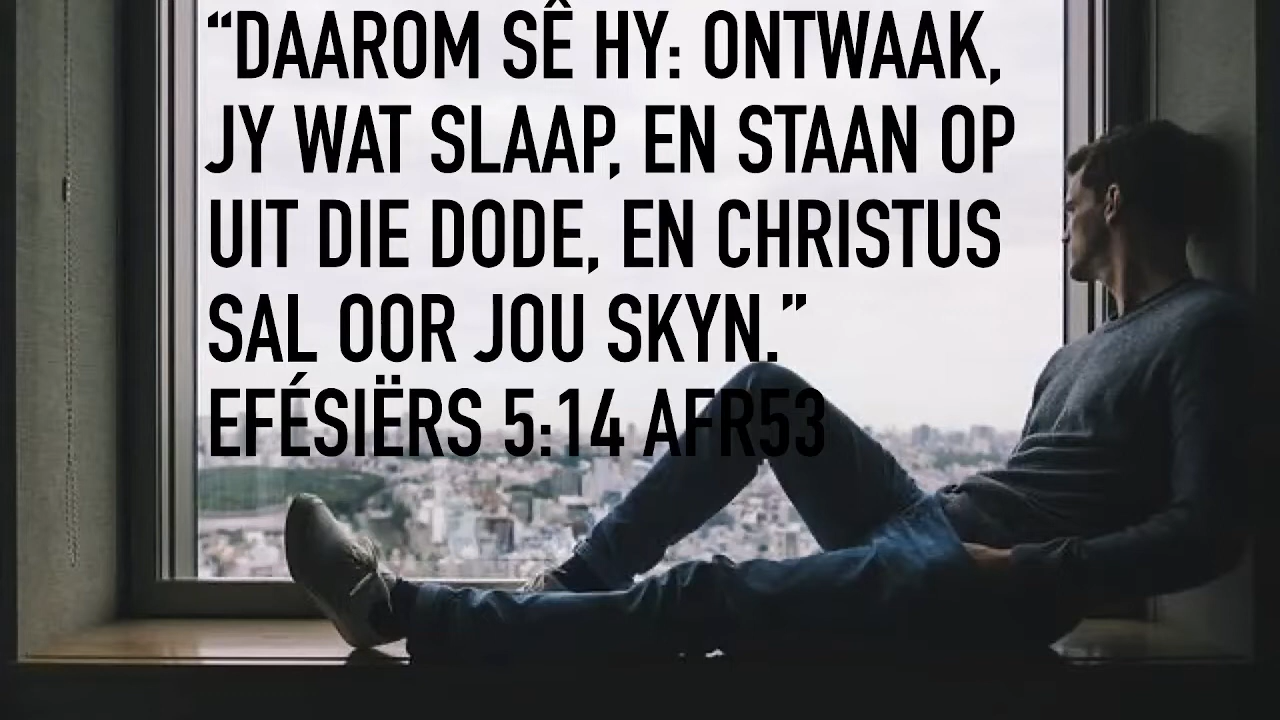 “DAAROM SÊ HY: ONTWAAK,
JY WAT SLAAP, EN STAAN OP
UIT DIE DODE, EN CHRISTUS
SAL OOR JOU SKYN.”
EFÉSIËRS 5:14 AFR53